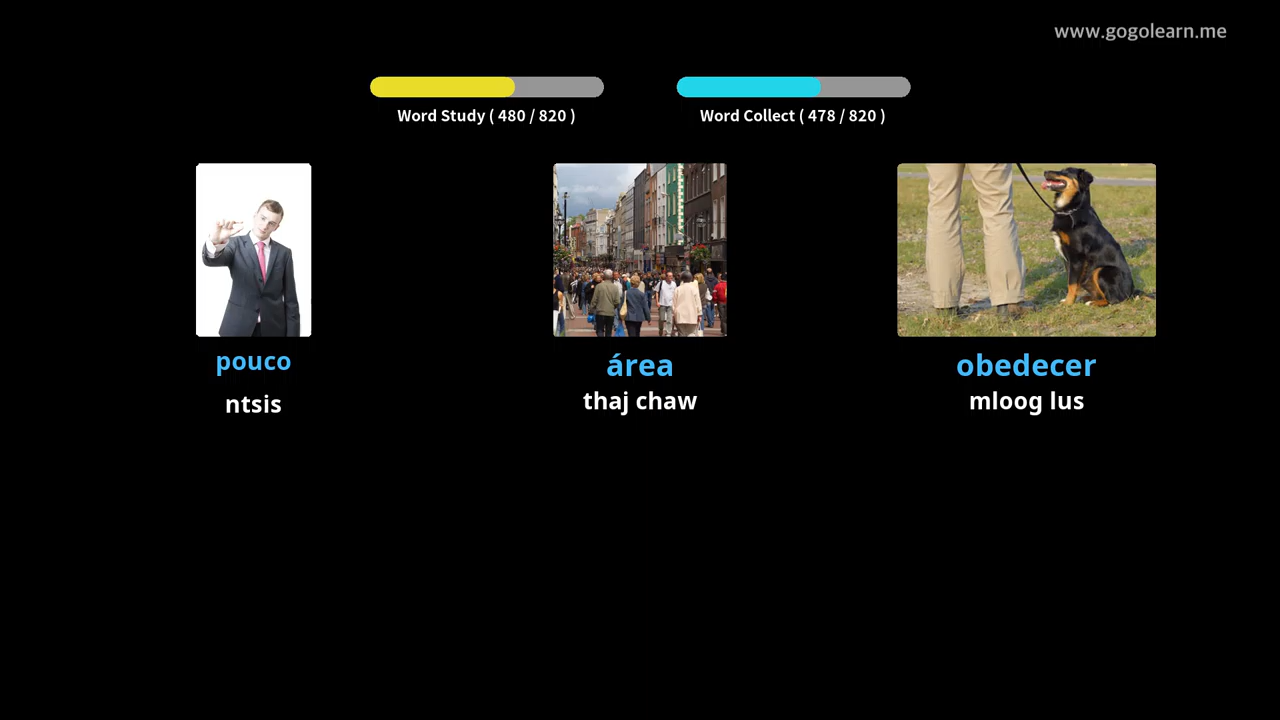 www.gogolearn.me
Word Study ( 480 / 820 )
Word Collect ( 478 / 820 )
pouco
ntsis
área
thaj chaw
obedecer
mloog lus